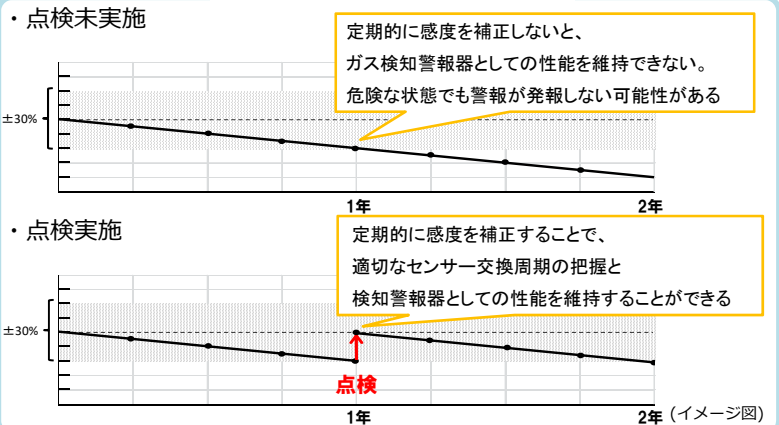 ・点検未実施
定期的に感度を補正しないと、
ガス検知警報器としての性能を維持できない。
危険な状態でも警報が発報しない可能性がある
±30%
1年
2年
・点検実施
定期的に感度を補正することで、
適切なセンサー交換周期の把握と
検知警報器としての性能を維持することができる
±30%
点検
1年
2年
(イメージ図)